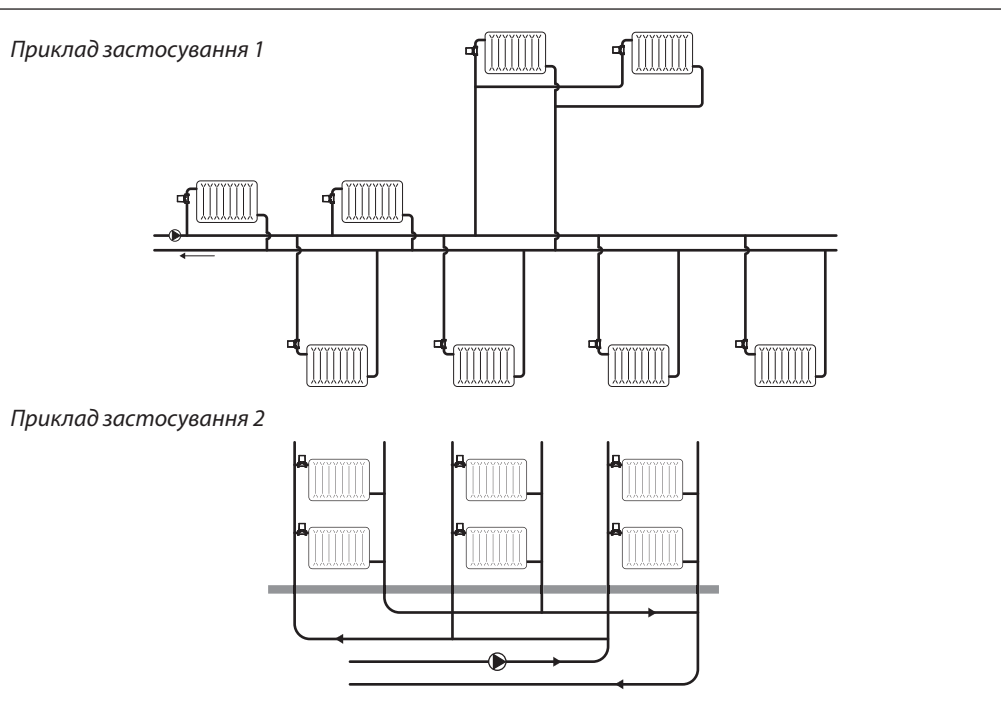 Приклад застосування 1
Приклад застосування 2